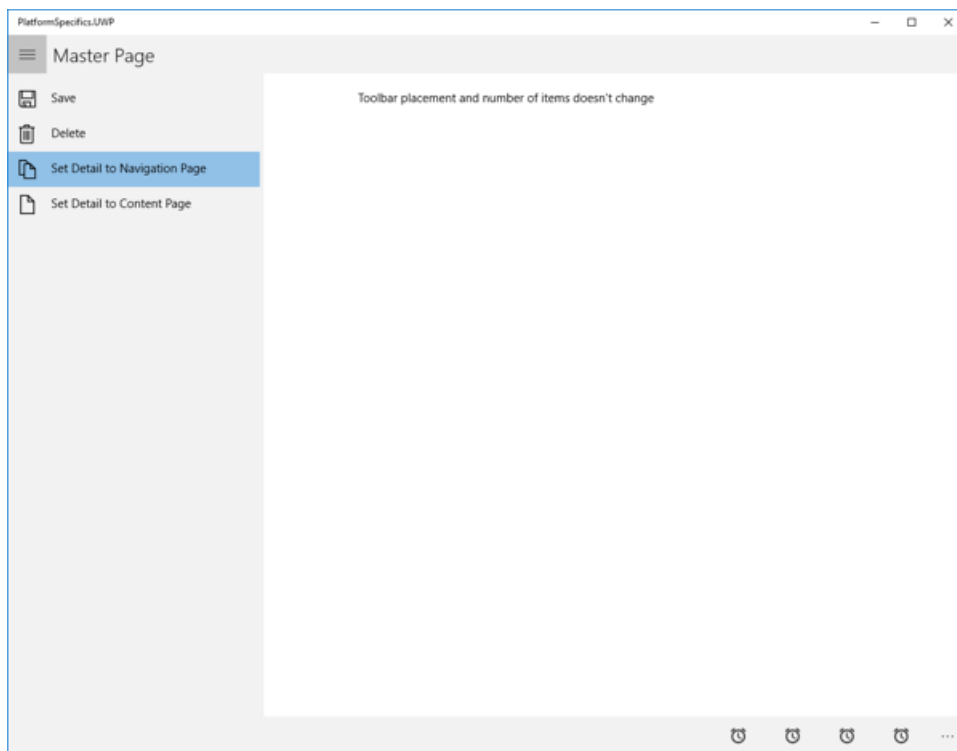 PlatformSpecifics.UWP
Master Page
Save
Toolbar placement and number of items doesn't change
Delete
Set Detail to Navigation Page
Set Detail to Content Page